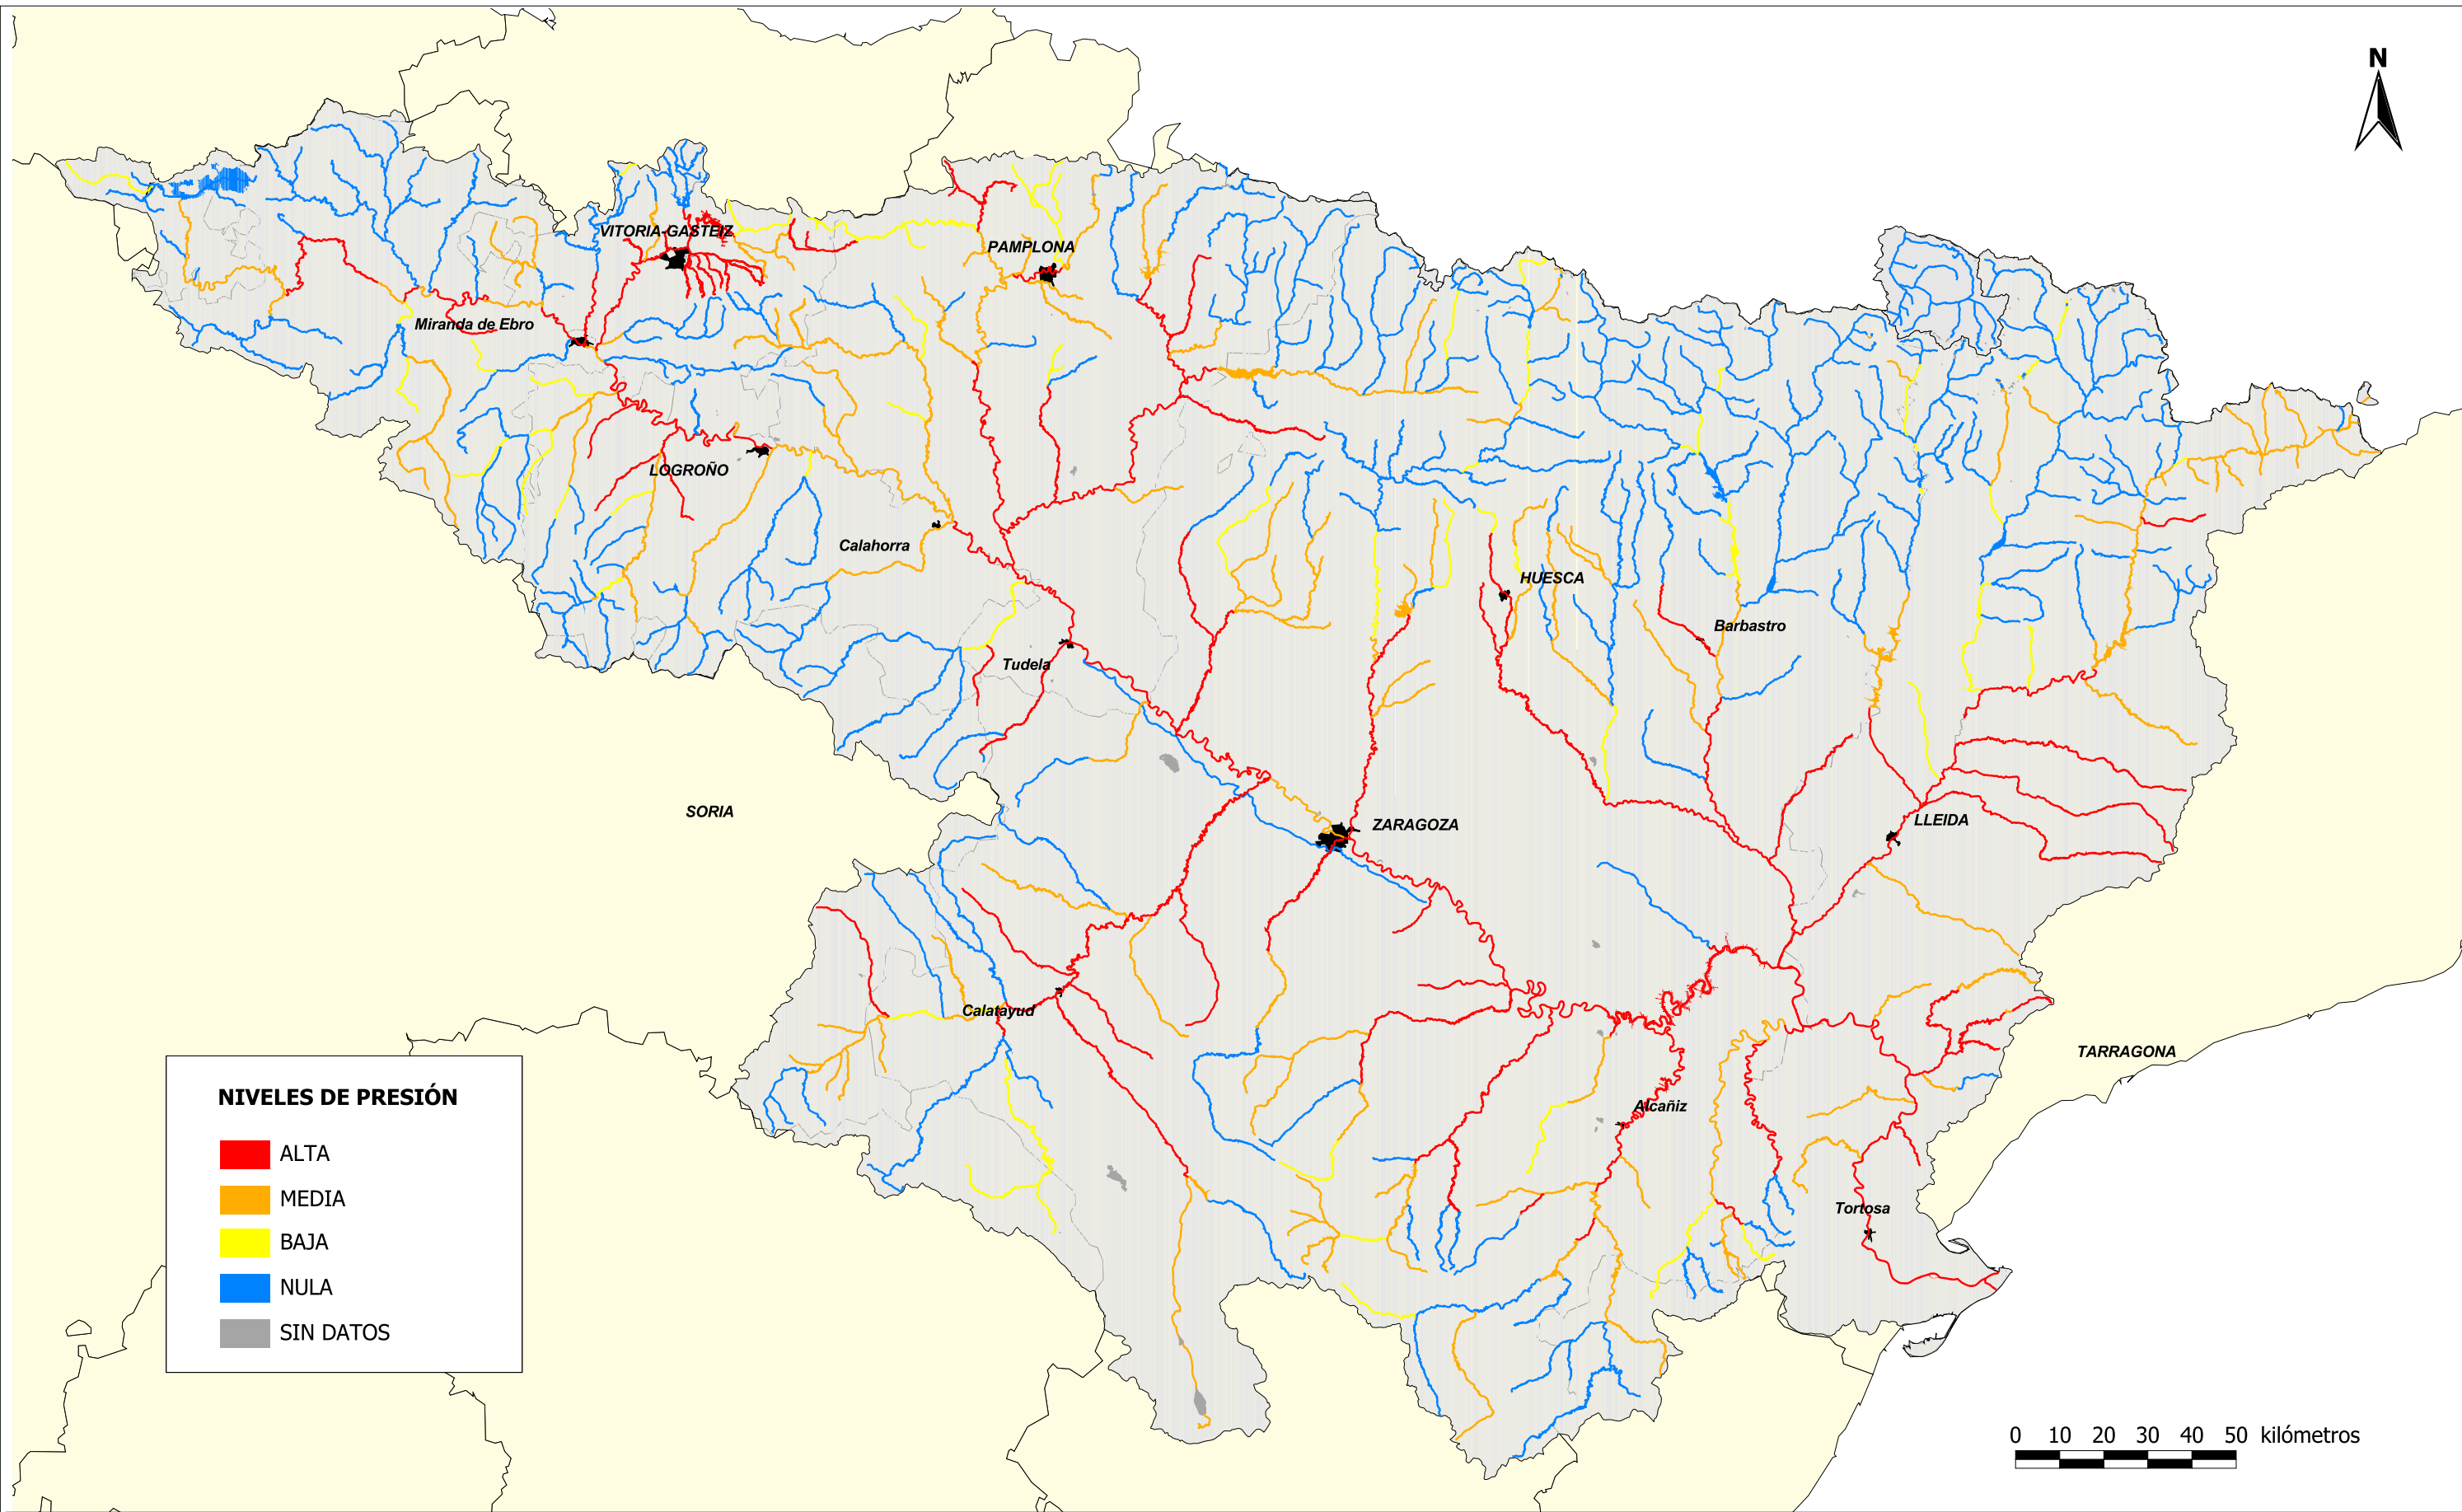 N
VITORIA-GASTEIZ
PAMPLONA
Miranda de Ebro
LOGROÑO
Calahorra
HUESCA
Barbastro
Tudela
SORIA
ZARAGOZA
LLEIDA
Calatayud
TARRAGONA
Alcañiz
Tortosa
NIVELES DE PRESIÓN
ALTA
MEDIA
BAJA
NULA
SIN DATOS
0 10 20 30 40 50 kilómetros